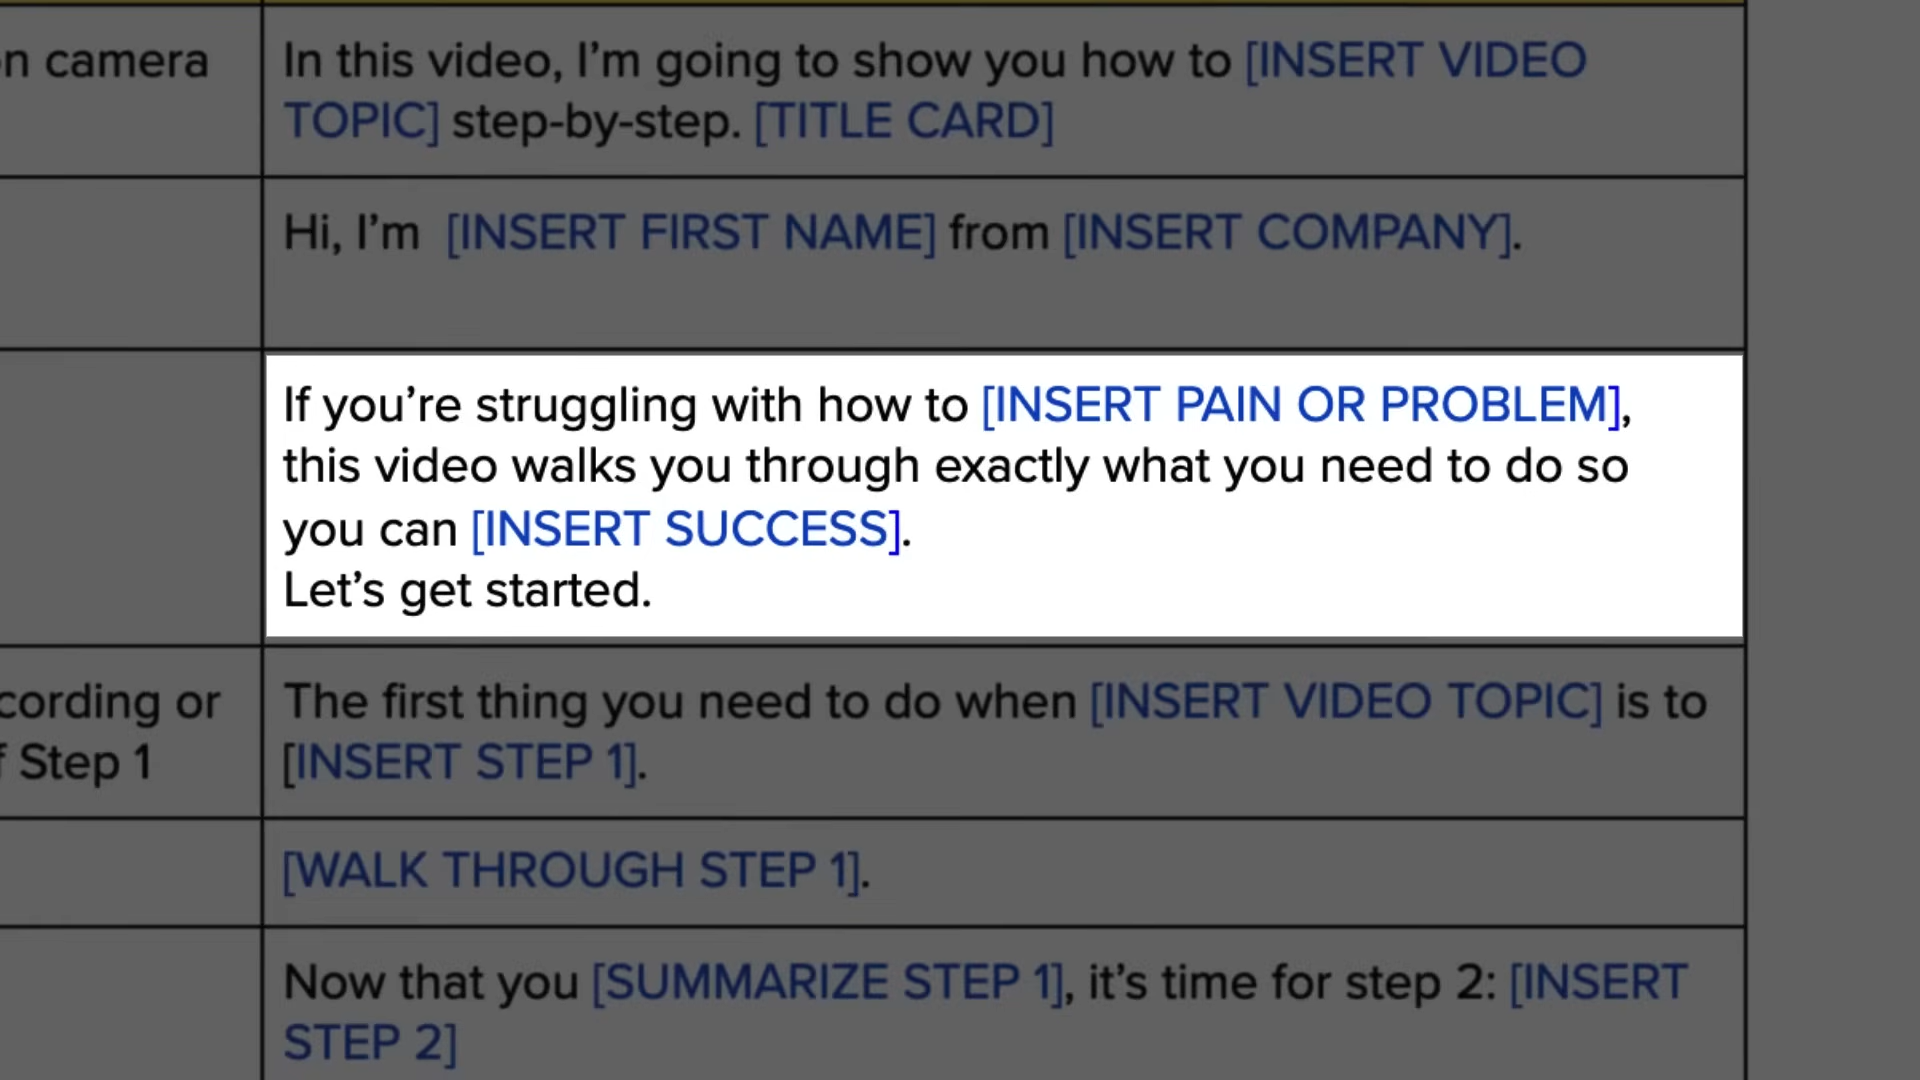 on camera
In this video, I'm going to show you how to [INSERT VIDEO
TOPIC] step-by-step. [TITLE CARD]
Hi, I'm [INSERT FIRST NAME] from [INSERT COMPANY].
If you're struggling with how to [INSERT PAIN OR PROBLEM],
this video walks you through exactly what you need to do so
you can [INSERT SUCCESS].
Let's get started.
cording or
f Step 1
The first thing you need to do when [INSERT VIDEO TOPIC] is to
[INSERT STEP 1].
[WALK THROUGH STEP 1].
Now that you [SUMMARIZE STEP 1], it's time for step 2: [INSERT
STEP 2]